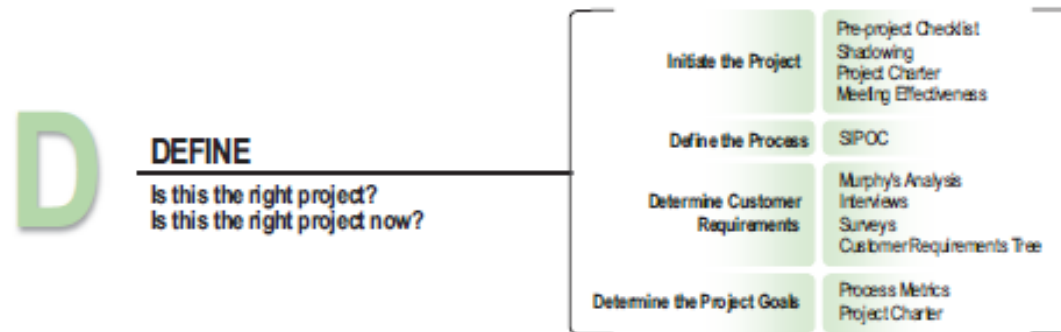 D
DEFINE
Is this the right project?
Is this the right project now?
Initiate the Project
Pre-project Checklist
Shadowing
Project Charter
Meeting Effectiveness
Define the Process
SIPOC
Determine Customer
Requirements
Murphy's Analysis
Interviews
Surveys
Customer Requirements Tree
Determine the Project Goals
Process Metrics
Project Charter